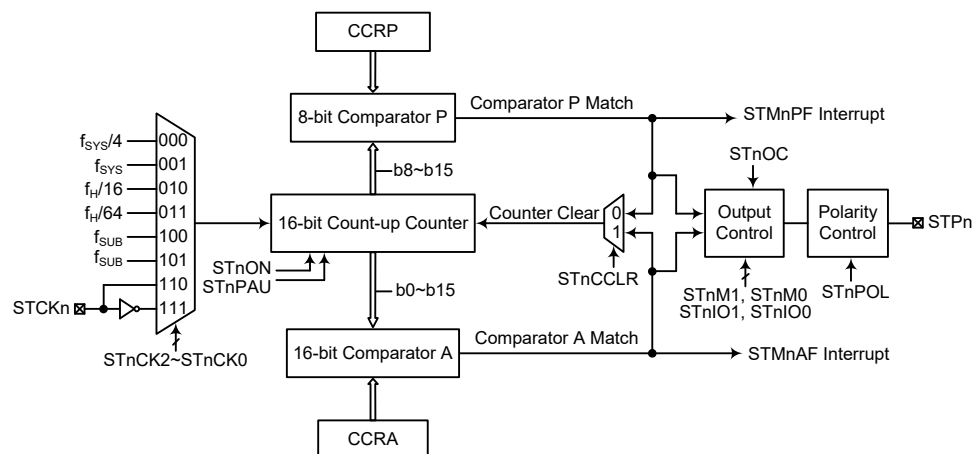 CCRP
8-bit Comparator P
Comparator P Match
STMnPF Interrupt
b8~b15
fSYS/4
000
fSYS
001
fH/16
010
fH/64
011
fSUB
100
fSUB
101
110
111
STCKn
STnCK2~STnCK0
16-bit Count-up Counter
STnON
STnPAU
Counter Clear
0
1
STnCCLR
STnOC
Output
Control
STnM1, STnM0
STnIO1, STnIO0
Polarity
Control
STnPOL
STPn
b0~b15
16-bit Comparator A
Comparator A Match
STMnAF Interrupt
CCRA